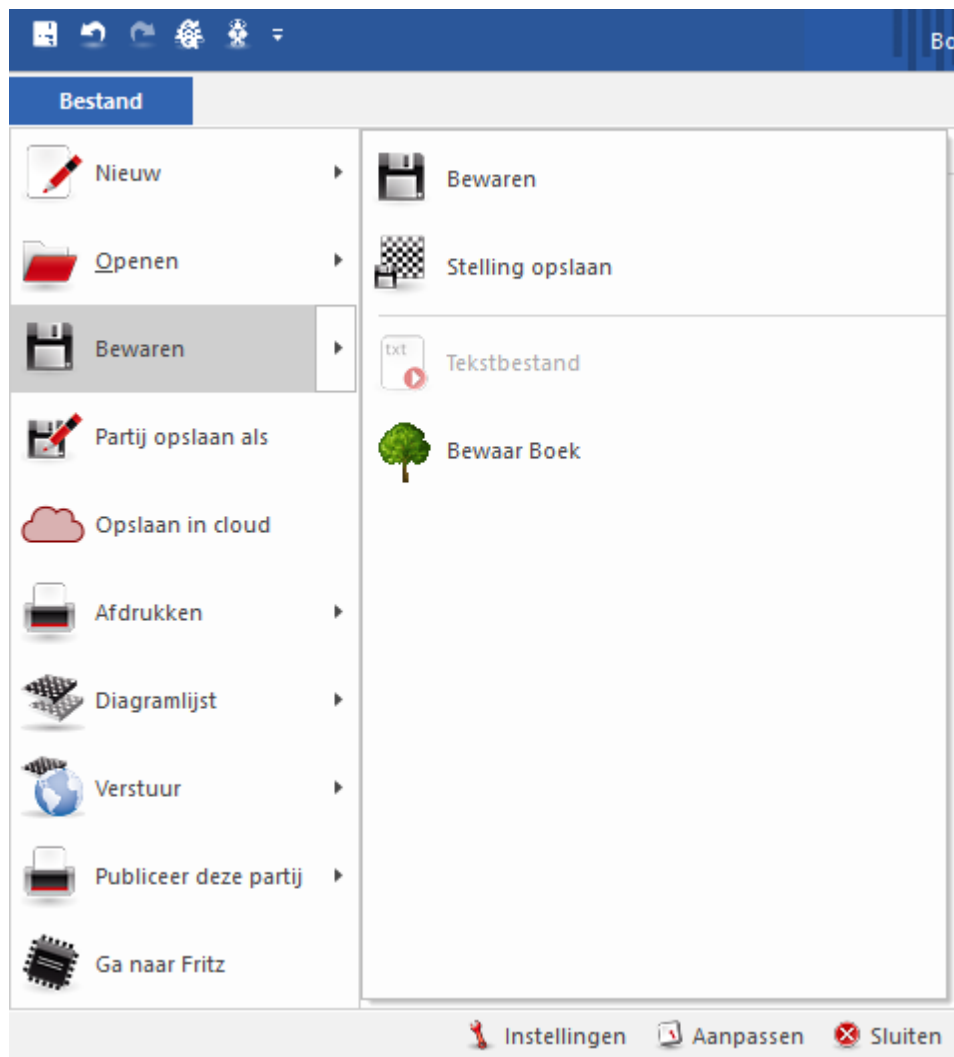 Bo
Bestand
Nieuw
Openen
Bewaren
Partij opslaan als
Opslaan in cloud
Afdrukken
Diagramlijst
Verstuur
Publiceer deze partij
Ga naar Fritz
Bewaren
Stelling opslaan
txt
Tekstbestand
Bewaar Boek
Instellingen
Aanpassen
Sluiten